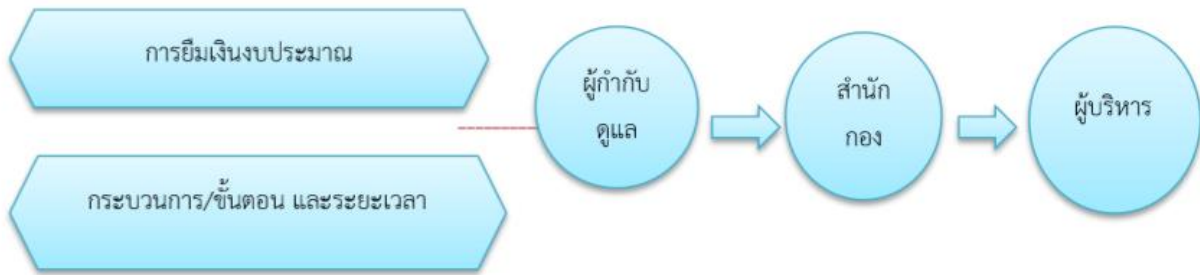 การยืมเงินงบประมาณ
กระบวนการ/ขั้นตอน และระยะเวลา
ผู้กำกับ
ดูแล
สำนัก
กอง
ผู้บริหาร